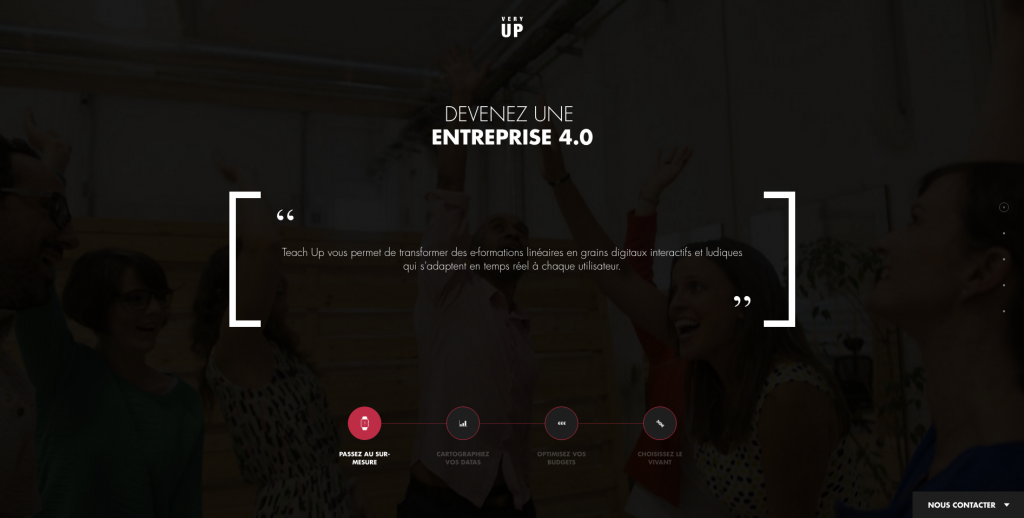 VERY
UP
DEVENEZ UNE
ENTREPRISE 4.0
“
Teach Up vous permet de transformer des e-formations linéaires en grains digitaux interactifs et ludiques
qui s'adaptent en temps réel à chaque utilisateur.
”
PASSEZ AU SUR-
MESURE
CARTOGRAPHIEZ
VOS DATAS
OPTIMISEZ VOS
BUDGETS
CHOISISSEZ LE
VIVANT
€€€
NOUS CONTACTER